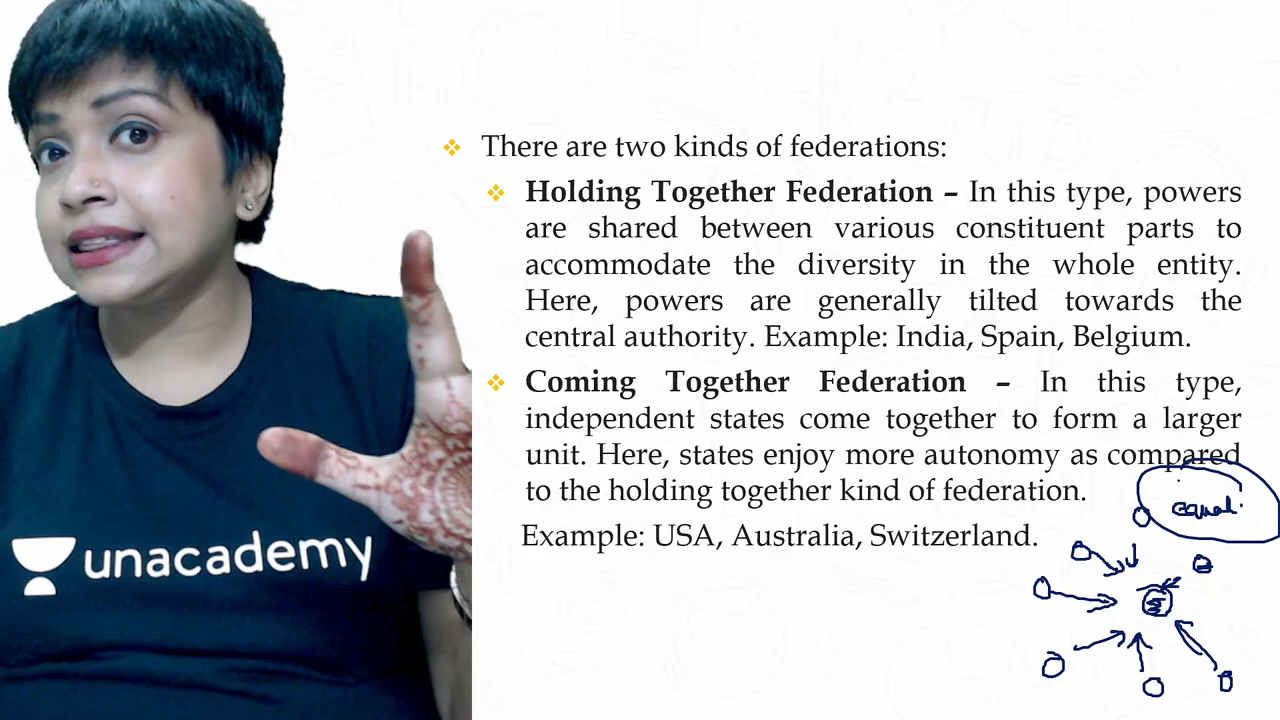 There are two kinds of federations:
Holding Together Federation – In this type, powers
are shared between various constituent parts to
accommodate the diversity in the whole entity.
Here, powers are generally tilted towards the
central authority. Example: India, Spain, Belgium.
Coming Together Federation – In this type,
independent states come together to form a larger
unit. Here, states enjoy more autonomy as compared
to the holding together kind of federation.
equal.
Example: USA, Australia, Switzerland.
unacademy